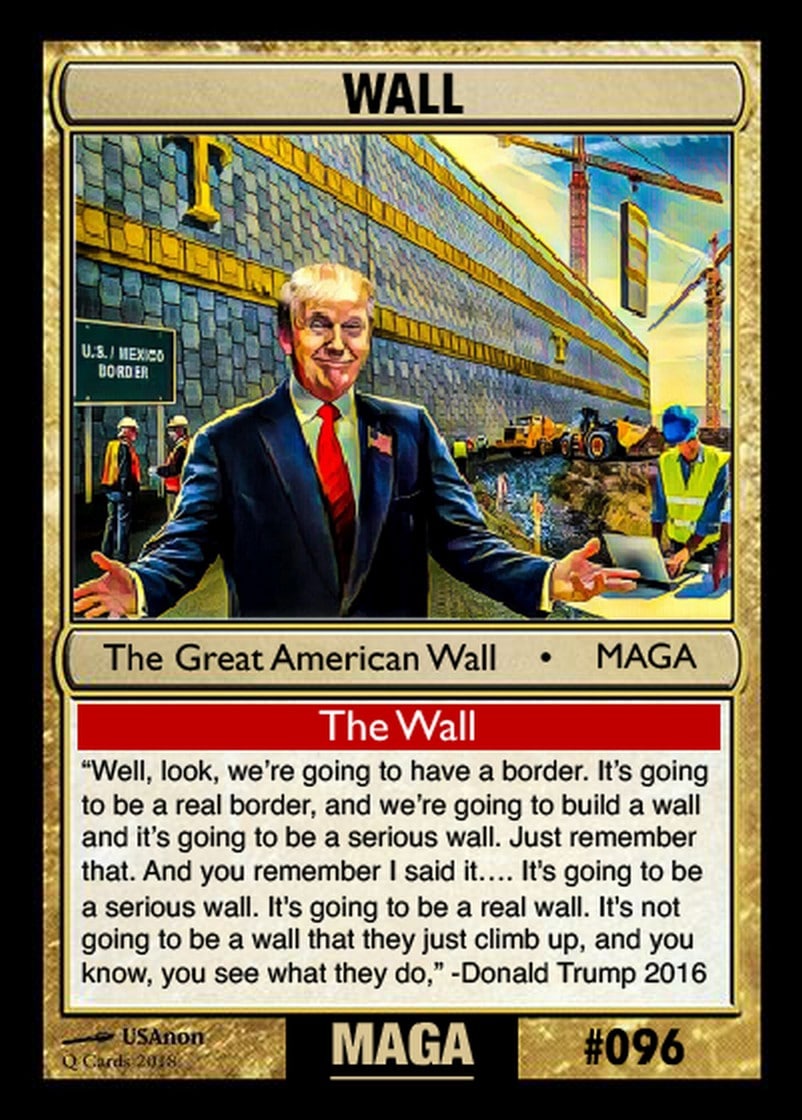 WALL
T
U.S. / MEXICO
BORDER
T
The Great American Wall • MAGA
The Wall
“Well, look, we’re going to have a border. It’s going
to be a real border, and we’re going to build a wall
and it’s going to be a serious wall. Just remember
that. And you remember I said it…. It’s going to be
a serious wall. It’s going to be a real wall. It’s not
going to be a wall that they just climb up, and you
know, you see what they do,” -Donald Trump 2016
USAnon
Q Cards 2018
MAGA
#096